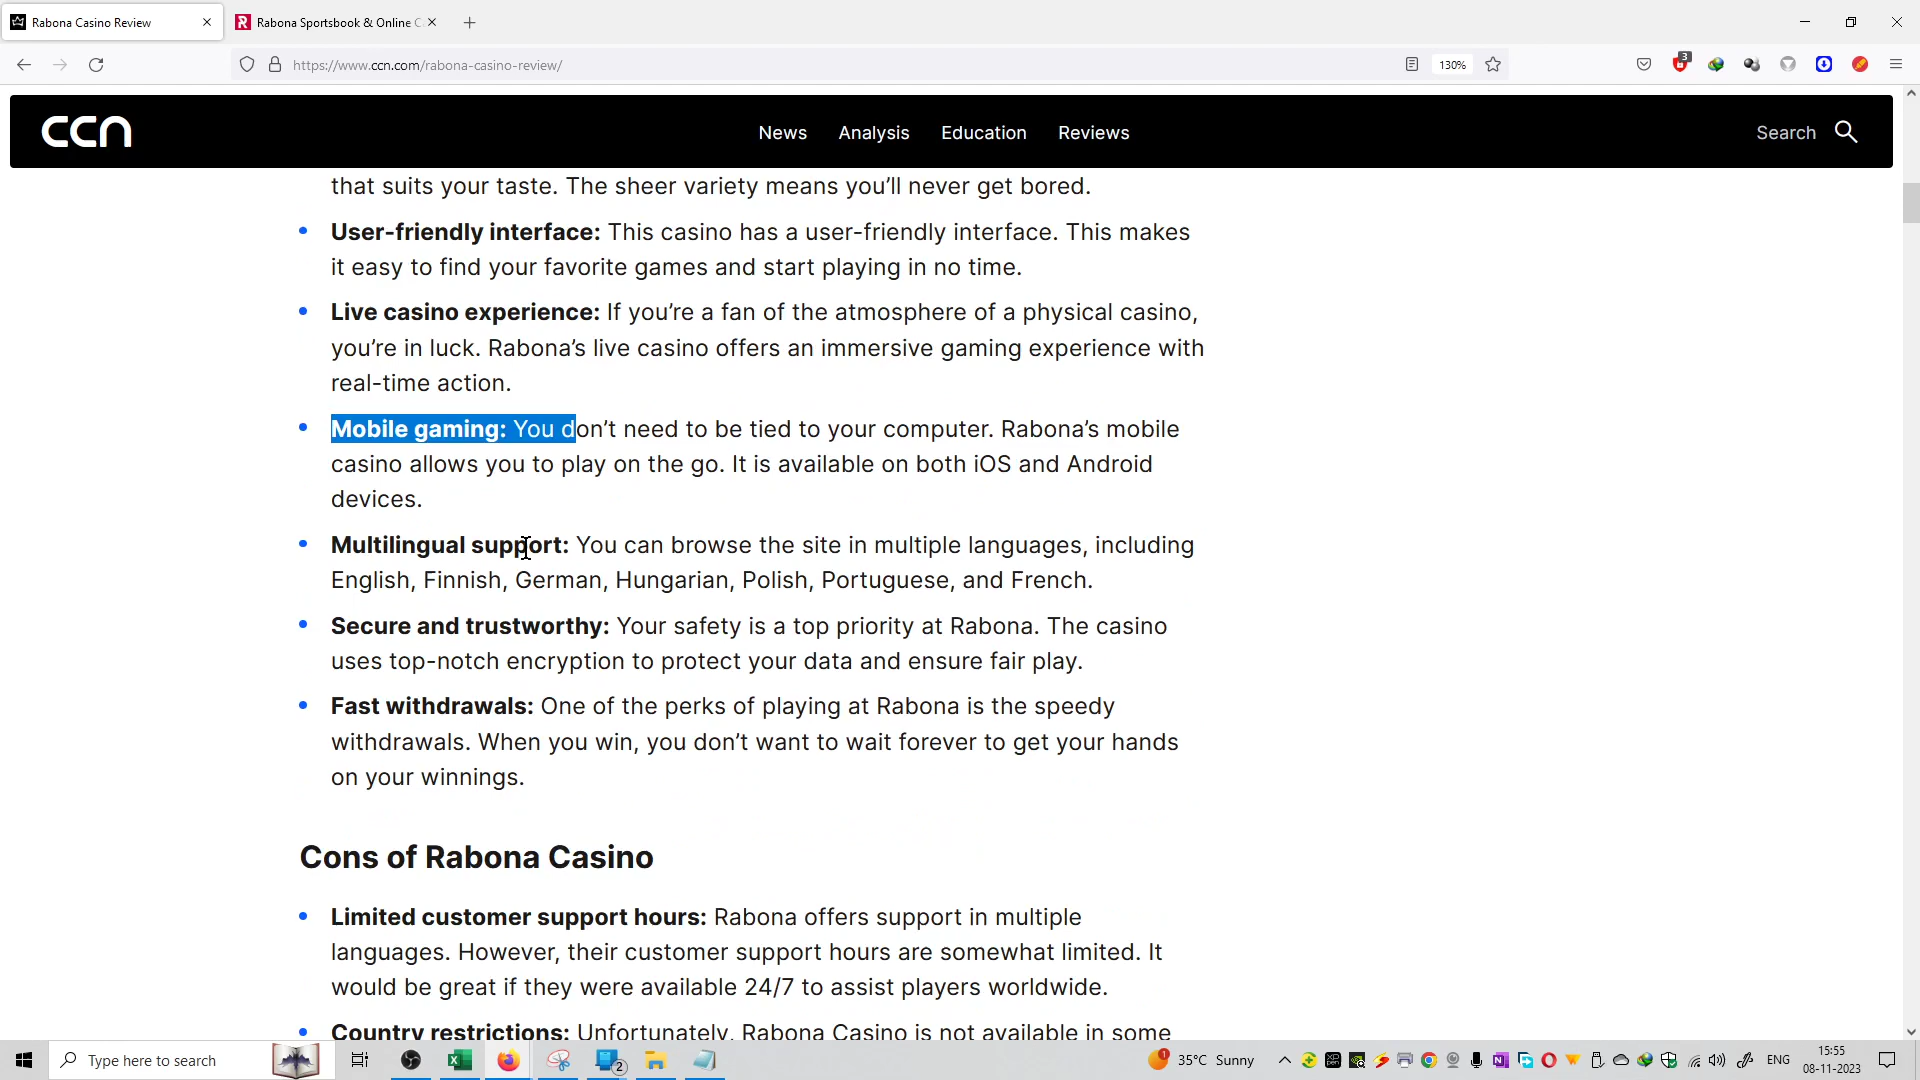 Rabona Casino Review
Rabona Sportsbook & Online C
https://www.ccn.com/rabona-casino-review/
130%
3
ccn
News
Analysis
Education
Reviews
Search
that suits your taste. The sheer variety means you’ll never get bored.
User-friendly interface: This casino has a user-friendly interface. This makes
it easy to find your favorite games and start playing in no time.
Live casino experience: If you’re a fan of the atmosphere of a physical casino,
you’re in luck. Rabona’s live casino offers an immersive gaming experience with
real-time action.
Mobile gaming: You don’t need to be tied to your computer. Rabona’s mobile
casino allows you to play on the go. It is available on both iOS and Android
devices.
Multilingual support: You can browse the site in multiple languages, including
English, Finnish, German, Hungarian, Polish, Portuguese, and French.
Secure and trustworthy: Your safety is a top priority at Rabona. The casino
uses top-notch encryption to protect your data and ensure fair play.
Fast withdrawals: One of the perks of playing at Rabona is the speedy
withdrawals. When you win, you don’t want to wait forever to get your hands
on your winnings.
Cons of Rabona Casino
Limited customer support hours: Rabona offers support in multiple
languages. However, their customer support hours are somewhat limited. It
would be great if they were available 24/7 to assist players worldwide.
Country restrictions: Unfortunately, Rabona Casino is not available in some
Type here to search
2
1
35°C Sunny
ENG
15:55
08-11-2023